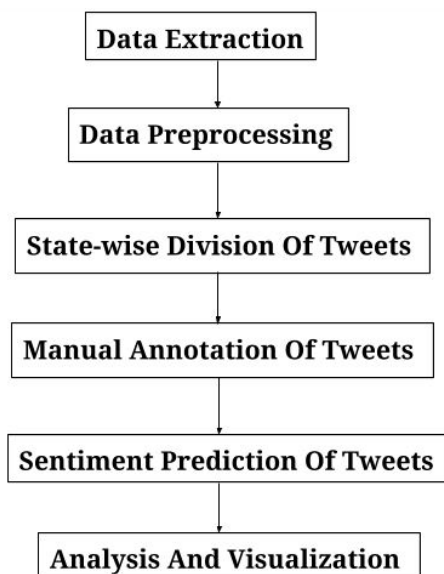 Data Extraction
Data Preprocessing
State-wise Division Of Tweets
Manual Annotation Of Tweets
Sentiment Prediction Of Tweets
Analysis And Visualization